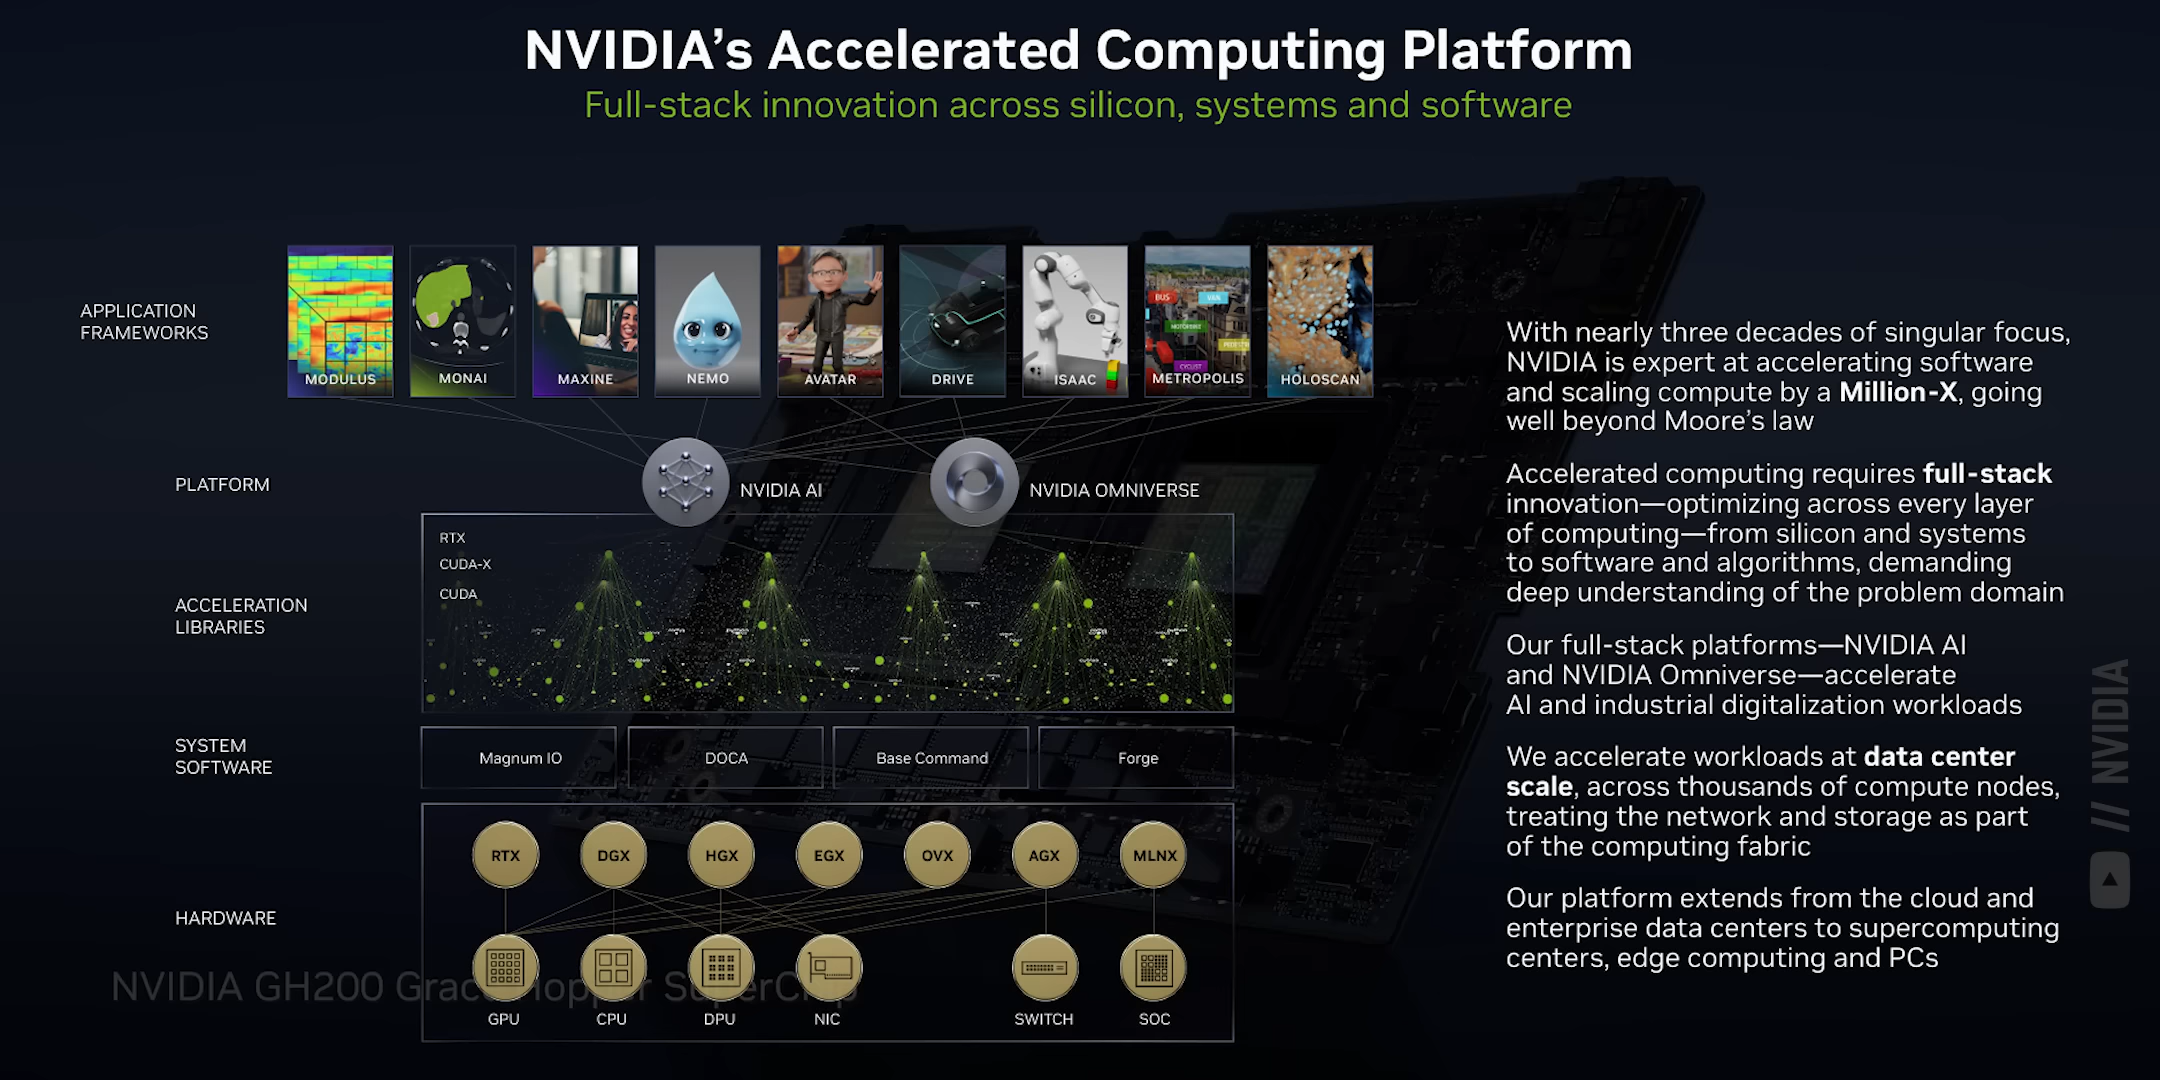 NVIDIA's Accelerated Computing Platform
Full-stack innovation across silicon, systems and software
APPLICATION
FRAMEWORKS
MODULUS
MONAI
MAXINE
NEMO
AVATAR
DRIVE
ISAAC
BUS
VAN
MOTORBIKE
CYCLIST
METROPOLIS
HOLOSCAN
PLATFORM
NVIDIA AI
NVIDIA OMNIVERSE
ACCELERATION
LIBRARIES
RTX
CUDA-X
CUDA
SYSTEM
SOFTWARE
Magnum IO
DOCA
Base Command
Forge
HARDWARE
RTX
DGX
HGX
EGX
OVX
AGX
MLNX
GPU
CPU
DPU
NIC
SWITCH
SOC
NVIDIA GH200 Grace Hopper SuperChip
With nearly three decades of singular focus,
NVIDIA is expert at accelerating software
and scaling compute by a Million-X, going
well beyond Moore's law
Accelerated computing requires full-stack
innovation—optimizing across every layer
of computing—from silicon and systems
to software and algorithms, demanding
deep understanding of the problem domain
Our full-stack platforms—NVIDIA AI
and NVIDIA Omniverse—accelerate
AI and industrial digitalization workloads
We accelerate workloads at data center
scale, across thousands of compute nodes,
treating the network and storage as part
of the computing fabric
Our platform extends from the cloud and
enterprise data centers to supercomputing
centers, edge computing and PCs
// NVIDIA